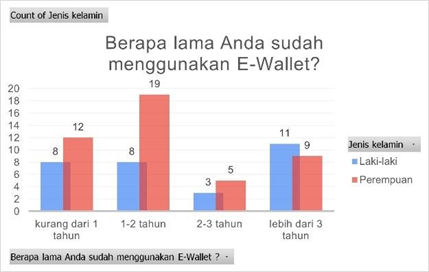 Count of Jenis kelamin
Berapa lama Anda sudah
menggunakan E-Wallet?
20
18
16
14
12
10
8
6
4
2
0
8
12
8
19
3
5
11
9
kurang dari 1
tahun
1-2 tahun
2-3 tahun
lebih dari 3
tahun
Jenis kelamin
Laki-laki
Perempuan
Berapa lama Anda sudah menggunakan E-Wallet ?